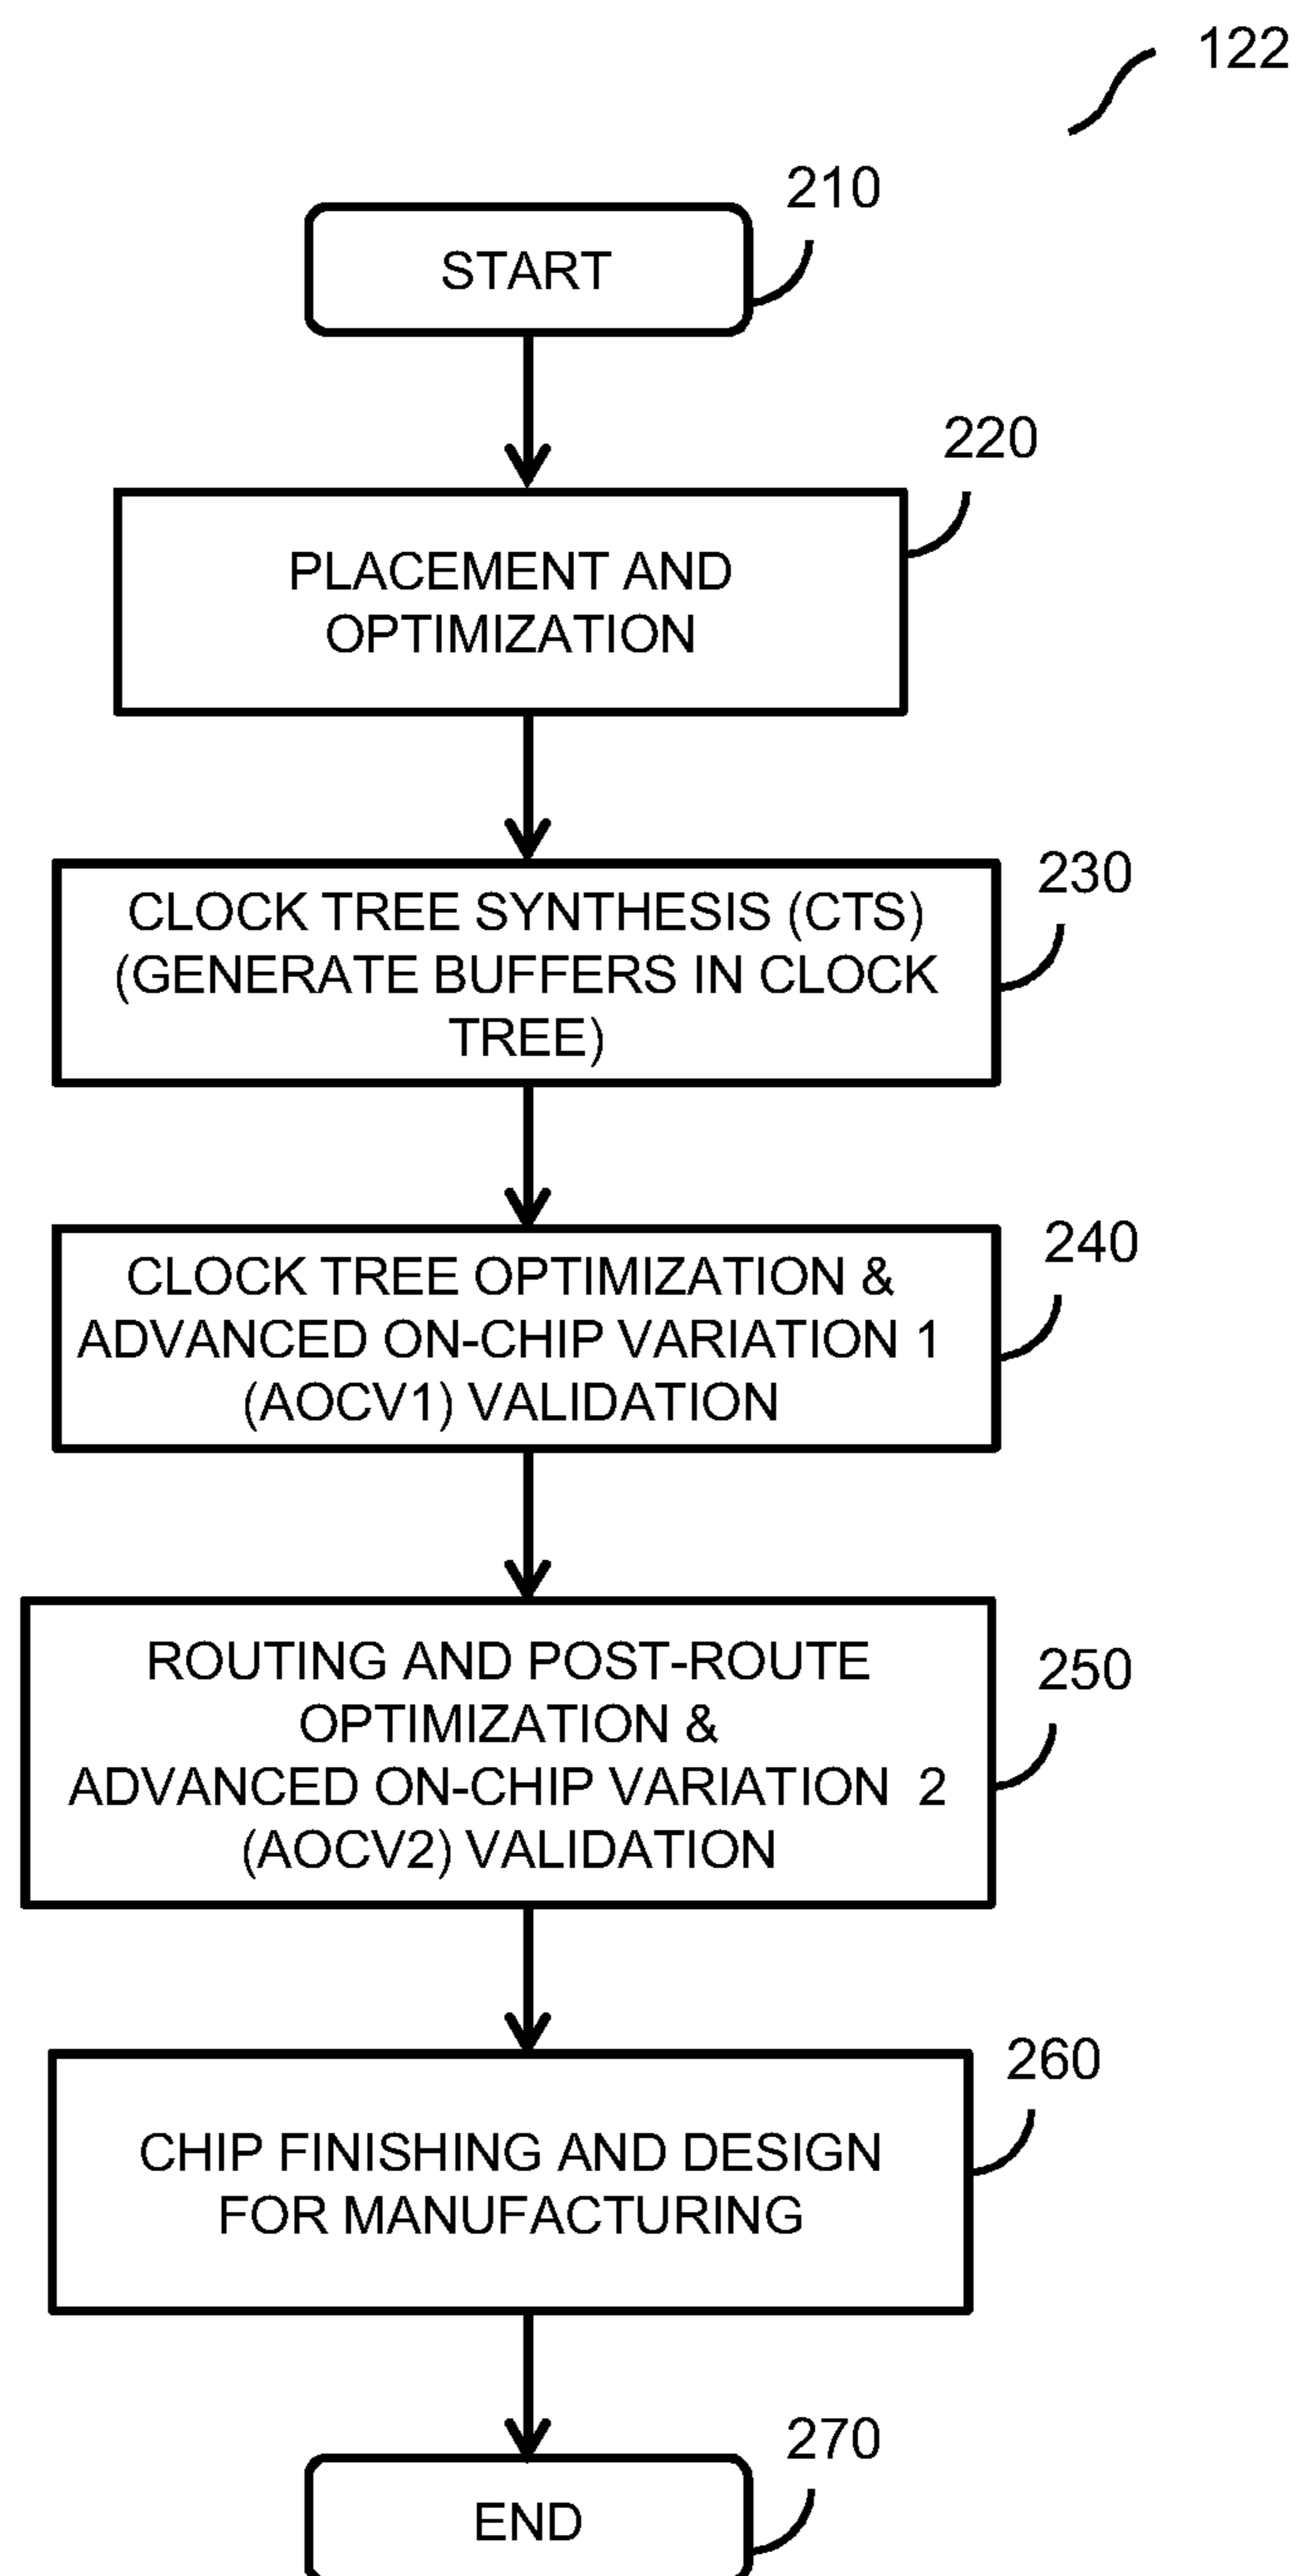 122
210
START
220
PLACEMENT AND
OPTIMIZATION
230
CLOCK TREE SYNTHESIS (CTS)
(GENERATE BUFFERS IN CLOCK
TREE)
240
CLOCK TREE OPTIMIZATION &
ADVANCED ON-CHIP VARIATION 1
(AOCV1) VALIDATION
250
ROUTING AND POST-ROUTE
OPTIMIZATION &
ADVANCED ON-CHIP VARIATION 2
(AOCV2) VALIDATION
260
CHIP FINISHING AND DESIGN
FOR MANUFACTURING
270
END